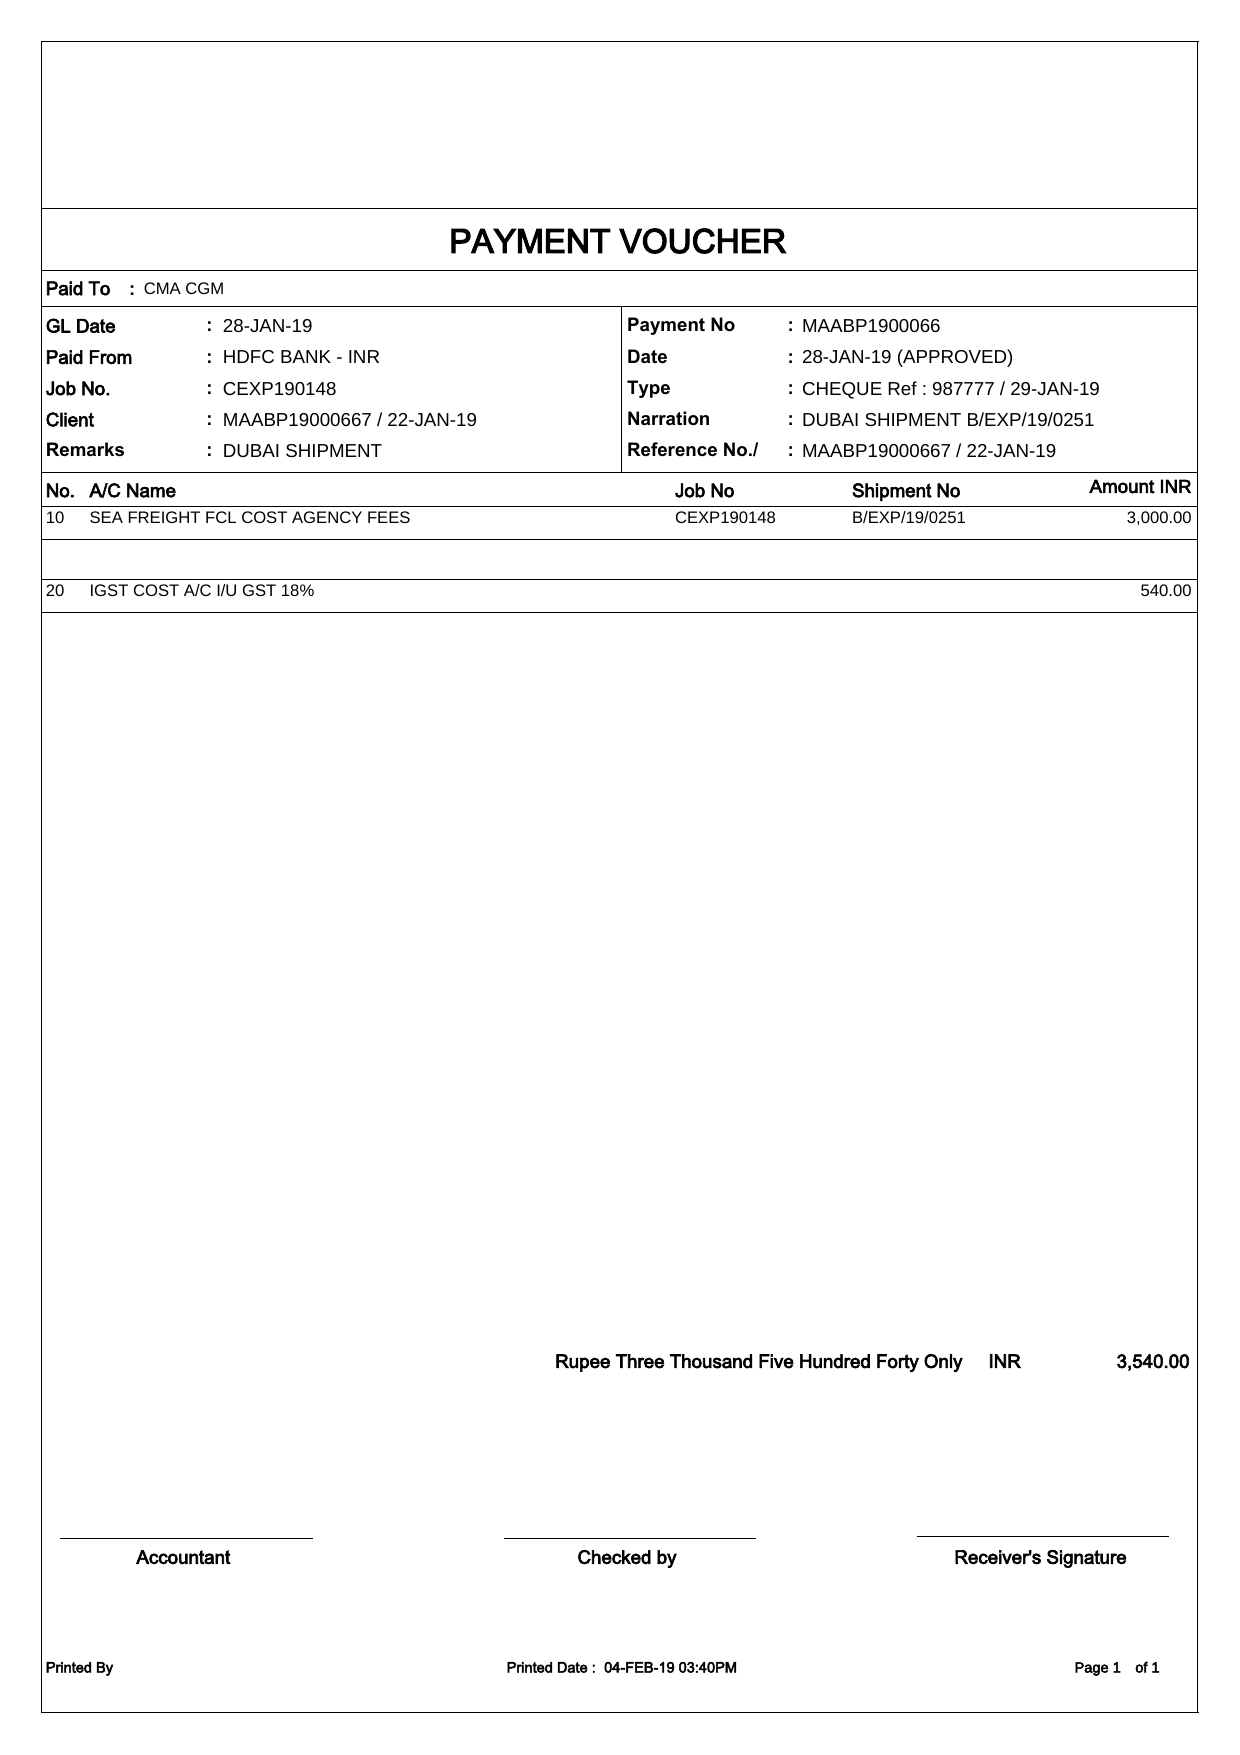 PAYMENT VOUCHER
Paid To : CMA CGM
GL Date : 28-JAN-19 Payment No : MAABP1900066
Paid From : HDFC BANK - INR Date : 28-JAN-19 (APPROVED)
Job No. : CEXP190148 Type : CHEQUE Ref : 987777 / 29-JAN-19
Client : MAABP19000667 / 22-JAN-19 Narration : DUBAI SHIPMENT B/EXP/19/0251
Remarks : DUBAI SHIPMENT Reference No./ : MAABP19000667 / 22-JAN-19
No. A/C Name Job No Shipment No Amount INR
10 SEA FREIGHT FCL COST AGENCY FEES CEXP190148 B/EXP/19/0251 3,000.00
20 IGST COST A/C I/U GST 18% 540.00
Rupee Three Thousand Five Hundred Forty Only INR 3,540.00
Accountant Checked by Receiver's Signature
Printed By Printed Date : 04-FEB-19 03:40PM Page 1 of 1